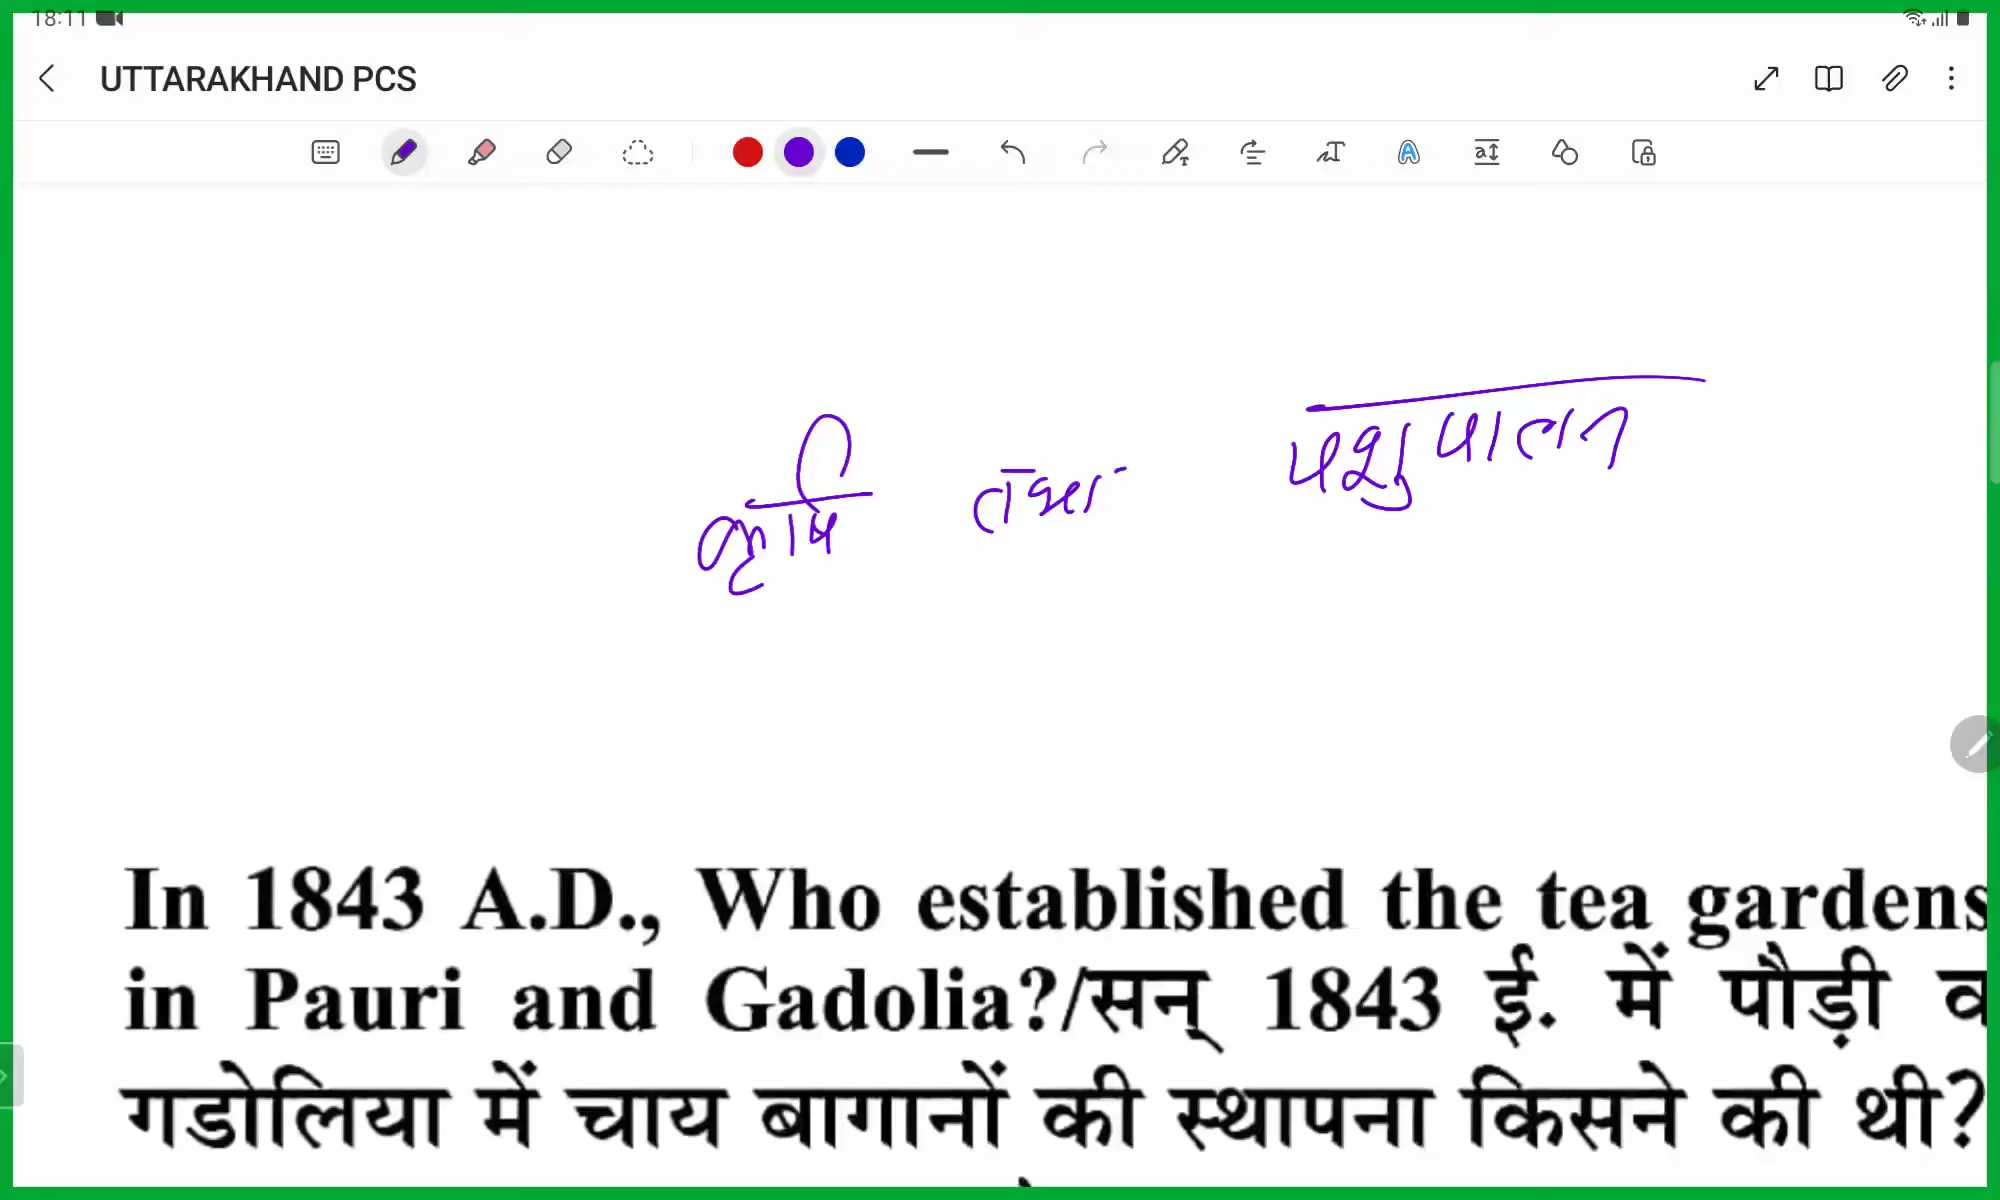 18:11
UTTARAKHAND PCS
कृषि तथा पशुपालन
In 1843 A.D., Who established the tea gardens
in Pauri and Gadolia?/सन् 1843 ई. में पौड़ी व
गडोलिया में चाय बागानों की स्थापना किसने की थी?